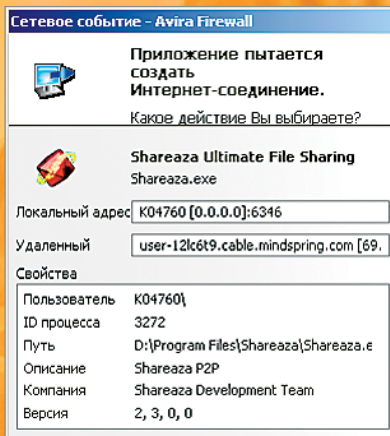 Сетевое событие - Avira Firewall
Приложение пытается
создать
Интернет-соединение.
Какое действие Вы выбираете?
Shareaza Ultimate File Sharing
Shareaza.exe
Локальный адрес K04760 [0.0.0.0]:6346
Удаленный user-12lc6t9.cable.mindspring.com [69.
Свойства
Пользователь K04760\
ID процесса 3272
Путь D:\Program Files\Shareaza\Shareaza.e
Описание Shareaza P2P
Компания Shareaza Development Team
Версия 2, 3, 0, 0